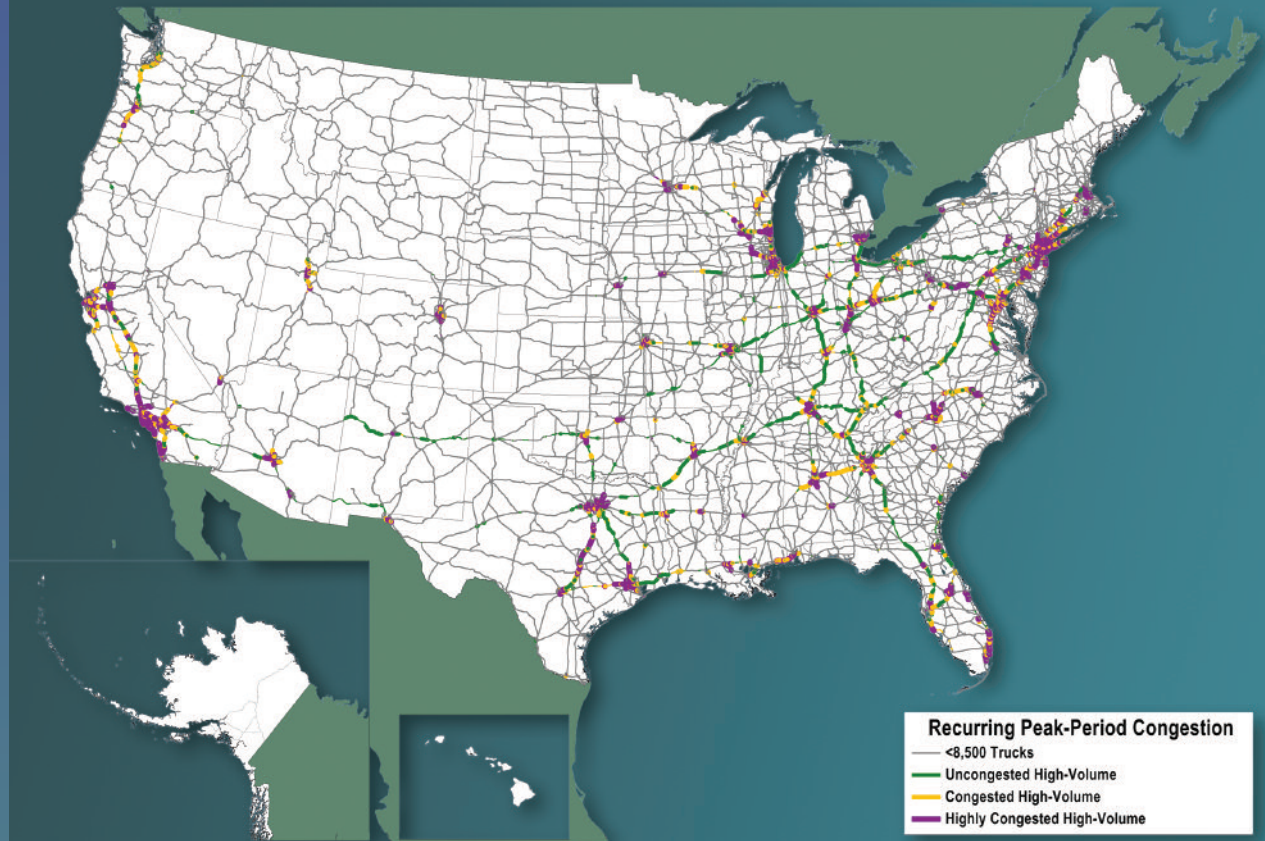 Recurring Peak-Period Congestion
<8,500 Trucks
Uncongested High-Volume
Congested High-Volume
Highly Congested High-Volume